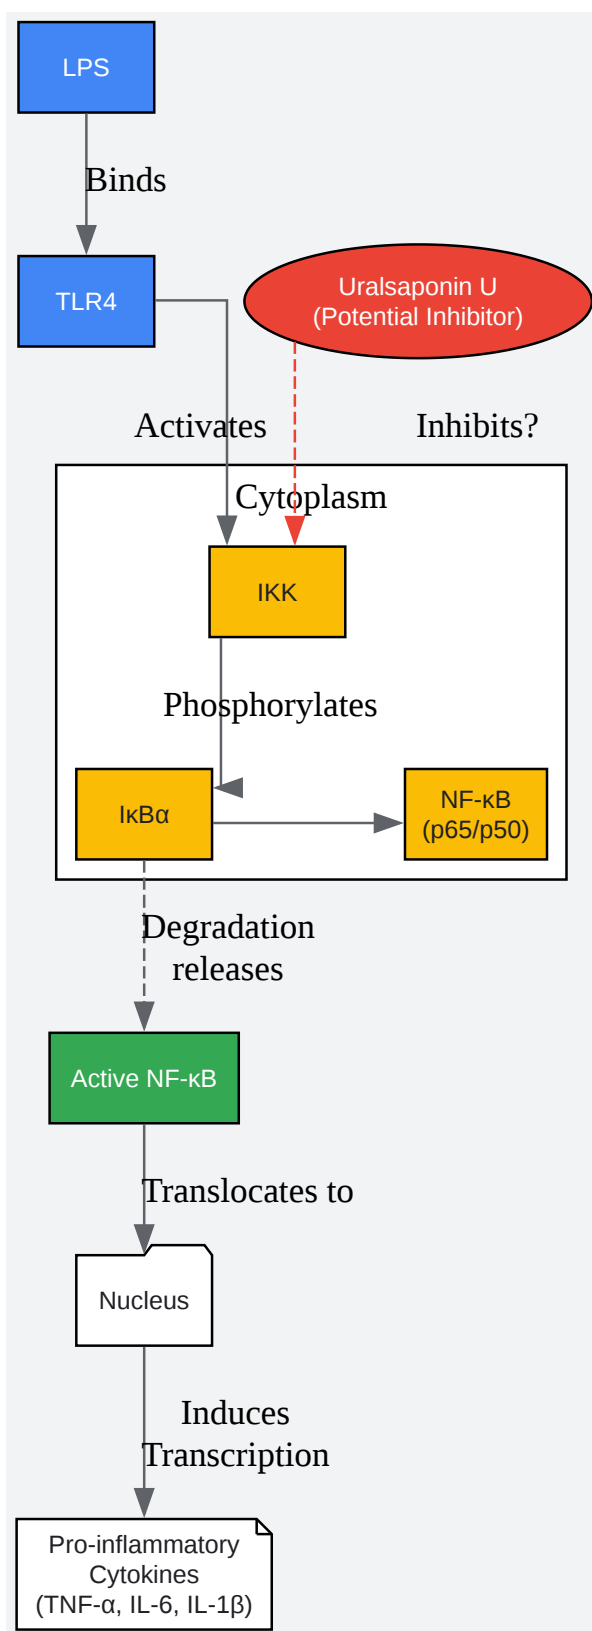 LPS
Binds
TLR4
Uralsaponin U
(Potential Inhibitor)
Activates
Inhibits?
Cytoplasm
IKK
Phosphorylates
IκBα
NF-κB
(p65/p50)
Degradation
releases
Active NF-κB
Translocates to
Nucleus
Induces
Transcription
Pro-inflammatory
Cytokines
(TNF-α, IL-6, IL-1β)